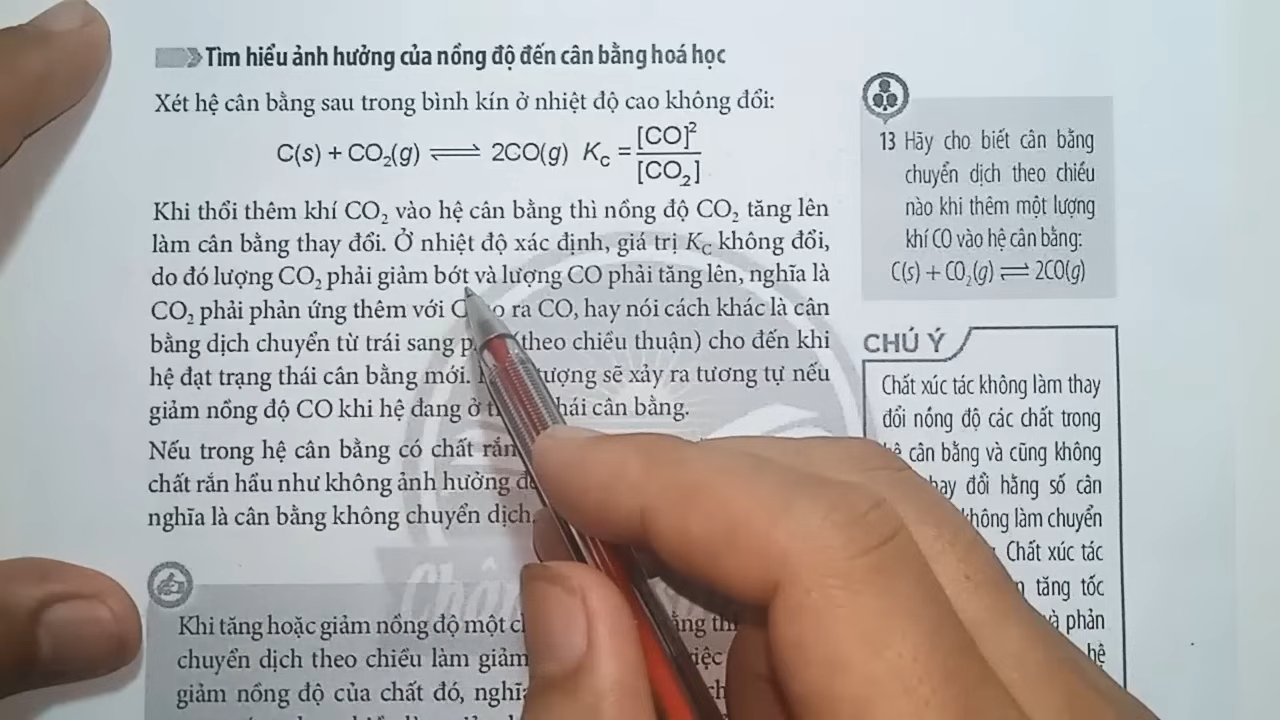 Tìm hiểu ảnh hưởng của nồng độ đến cân bằng hoá học
Xét hệ cân bằng sau trong bình kín ở nhiệt độ cao không đổi:
C(s) + CO₂(g) ⇌ 2CO(g) K_C = [CO]²/[CO₂]
Khi thổi thêm khí CO₂ vào hệ cân bằng thì nồng độ CO₂ tăng lên
làm cân bằng thay đổi. Ở nhiệt độ xác định, giá trị K_C không đổi,
do đó lượng CO₂ phải giảm bớt và lượng CO phải tăng lên, nghĩa là
CO₂ phải phản ứng thêm với ra CO, hay nói cách khác là cân
bằng dịch chuyển từ trái sang (theo chiều thuận) cho đến khi
hệ đạt trạng thái cân bằng mới. tượng sẽ xảy ra tương tự nếu
giảm nồng độ CO khi hệ đang ở cân bằng.
Nếu trong hệ cân bằng có chất rắn
chất rắn hầu như không ảnh hưởng
nghĩa là cân bằng không chuyển dịch.
Khi tăng hoặc giảm nồng độ một
chuyển dịch theo chiều làm giảm
giảm nồng độ của chất đó,
13 Hãy cho biết cân bằng
chuyển dịch theo chiều
nào khi thêm một lượng
khí CO vào hệ cân bằng:
C(s) + CO₂(g) ⇌ 2CO(g)
CHÚ Ý
Chất xúc tác không làm thay
đổi nồng độ các chất trong
cân bằng và cũng không
đổi hằng số cân
không làm chuyển
Chất xúc tác
tăng tốc
phản
hệ